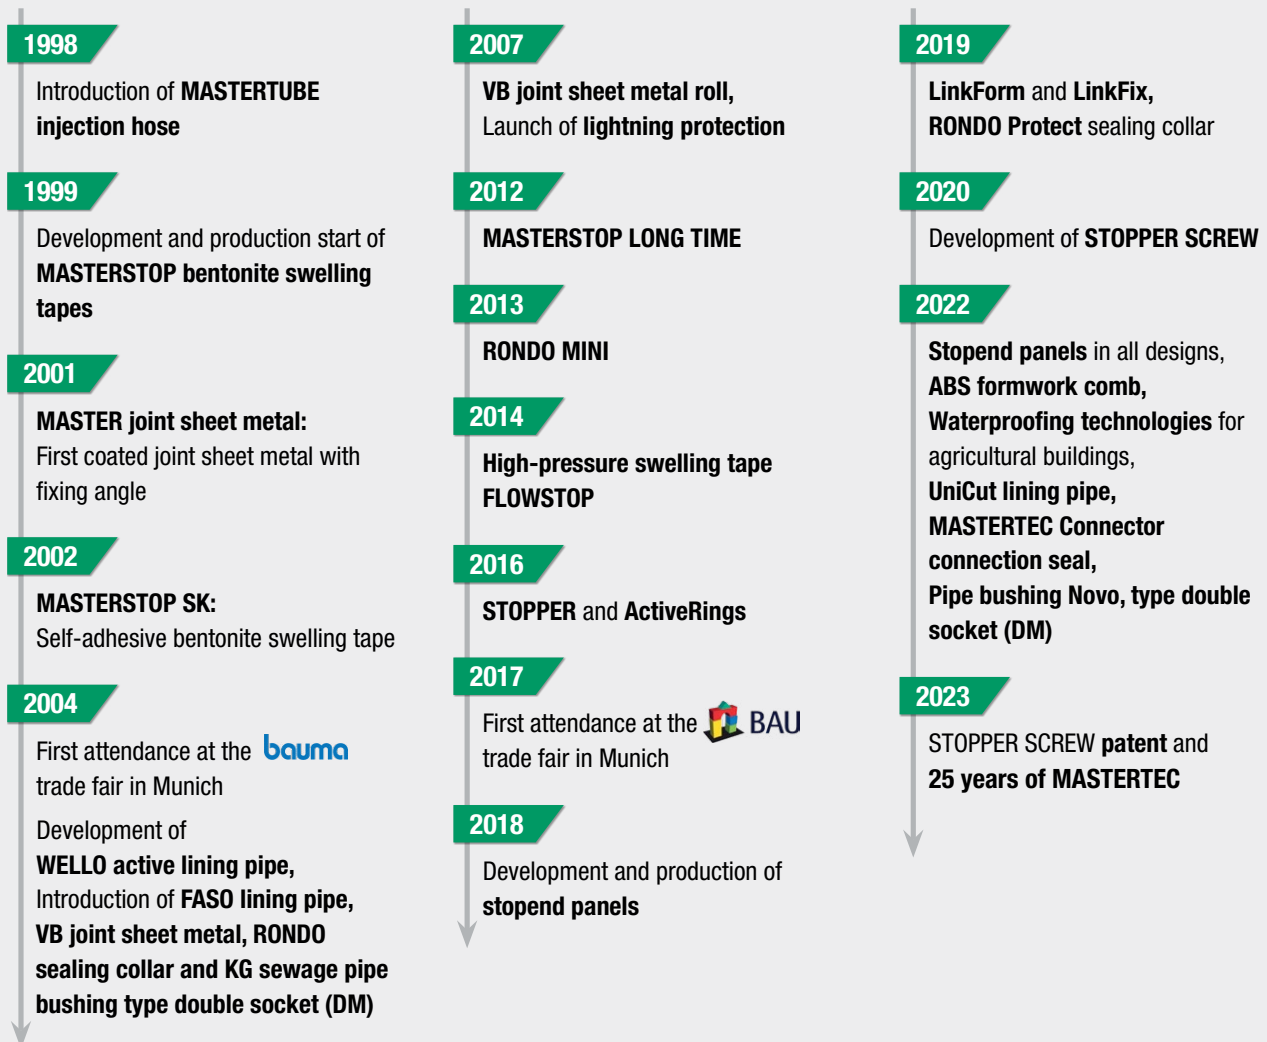 1998
Introduction of MASTERTUBE
injection hose
1999
Development and production start of
MASTERSTOP bentonite swelling
tapes
2001
MASTER joint sheet metal:
First coated joint sheet metal with
fixing angle
2002
MASTERSTOP SK:
Self-adhesive bentonite swelling tape
2004
First attendance at the bauma
trade fair in Munich
Development of
WELLO active lining pipe,
Introduction of FASO lining pipe,
VB joint sheet metal, RONDO
sealing collar and KG sewage pipe
bushing type double socket (DM)
2007
VB joint sheet metal roll,
Launch of lightning protection
2012
MASTERSTOP LONG TIME
2013
RONDO MINI
2014
High-pressure swelling tape
FLOWSTOP
2016
STOPPER and ActiveRings
2017
First attendance at the BAU
trade fair in Munich
2018
Development and production of
stopend panels
2019
LinkForm and LinkFix,
RONDO Protect sealing collar
2020
Development of STOPPER SCREW
2022
Stopend panels in all designs,
ABS formwork comb,
Waterproofing technologies for
agricultural buildings,
UniCut lining pipe,
MASTERTEC Connector
connection seal,
Pipe bushing Novo, type double
socket (DM)
2023
STOPPER SCREW patent and
25 years of MASTERTEC